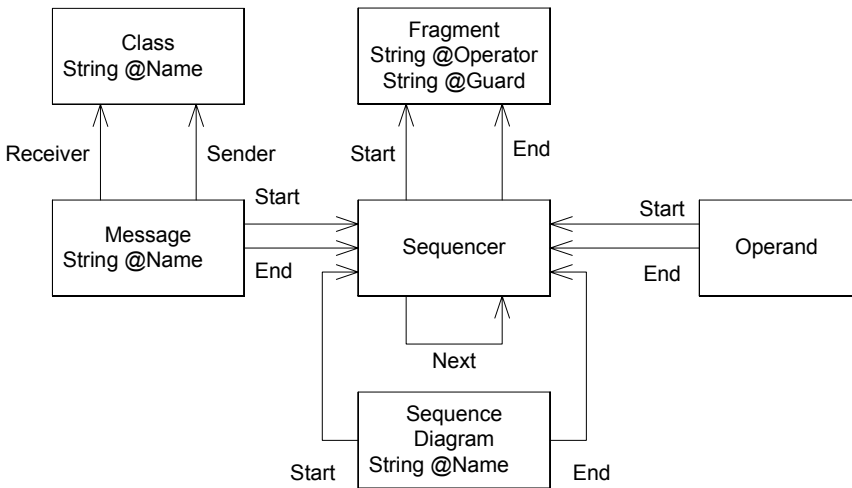 Class
String @Name
Fragment
String @Operator
String @Guard
Receiver
Sender
Start
End
Start
Message
String @Name
End
Sequencer
Start
End
Operand
Next
Sequence
Diagram
String @Name
Start
End